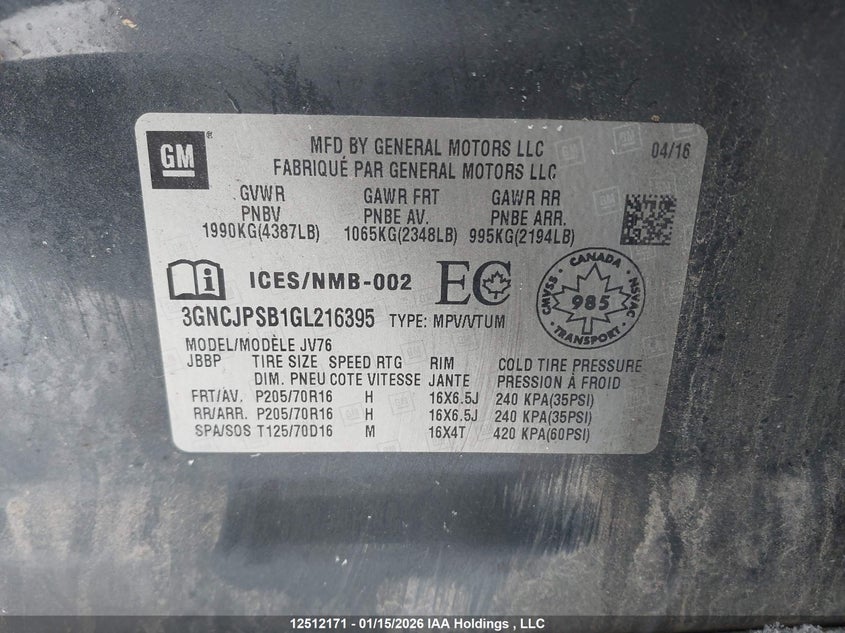 GM
MFD BY GENERAL MOTORS LLC
FABRIQUÉ PAR GENERAL MOTORS LLC
04/16
GVWR GAWR FRT GAWR RR
PNBV PNBE AV. PNBE ARR.
1990KG(4387LB) 1065KG(2348LB) 995KG(2194LB)
ICES/NMB-002 EC
CANADA
CMVSS 985 NSVAC
TRANSPORT
3GNCJPSB1GL216395 TYPE: MPV/VTUM
MODEL/MODÈLE JV76
JBBP TIRE SIZE SPEED RTG RIM COLD TIRE PRESSURE
DIM. PNEU COTE VITESSE JANTE PRESSION À FROID
FRT/AV. P205/70R16 H 16X6.5J 240 KPA(35PSI)
RR/ARR. P205/70R16 H 16X6.5J 240 KPA(35PSI)
SPA/SOS T125/70D16 M 16X4T 420 KPA(60PSI)
12512171 - 01/15/2026 IAA Holdings , LLC